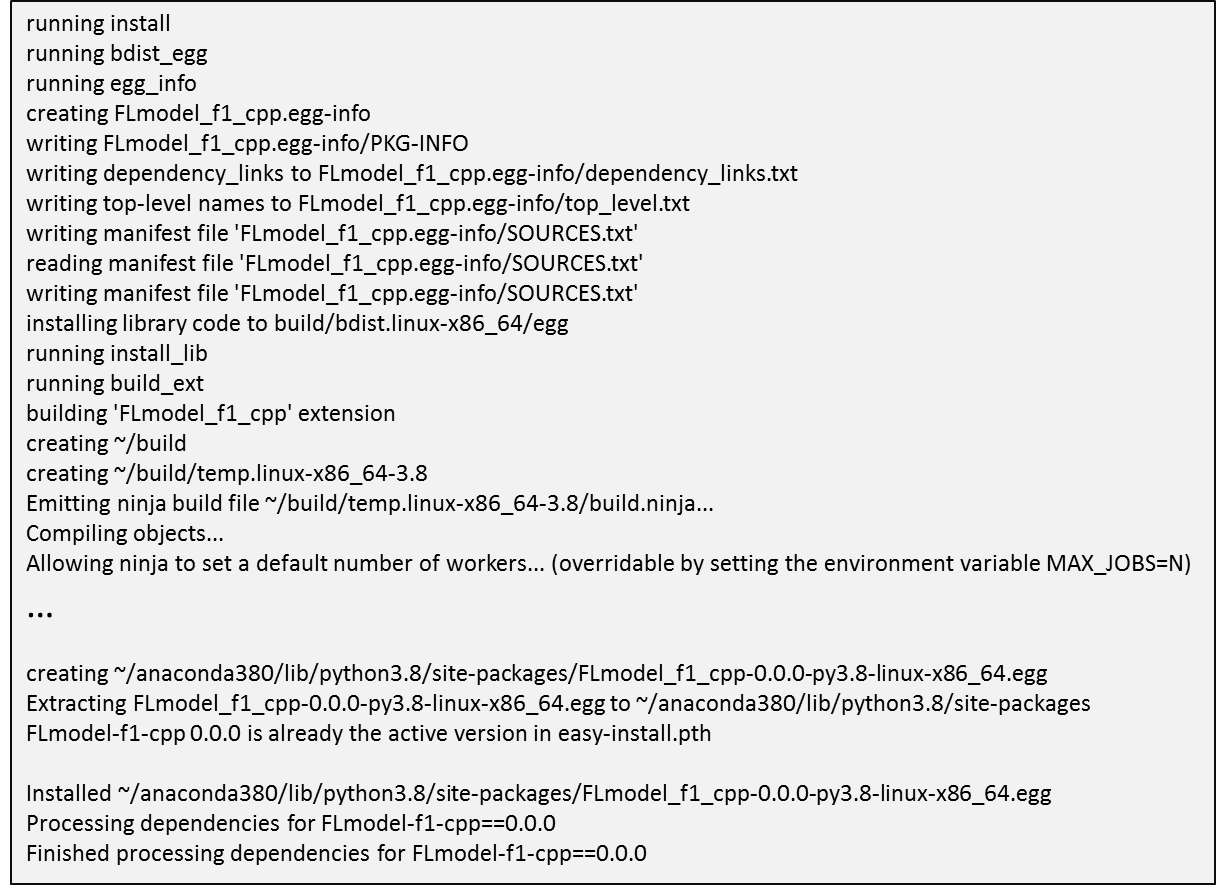 running install
running bdist_egg
running egg_info
creating FLmodel_f1_cpp.egg-info
writing FLmodel_f1_cpp.egg-info/PKG-INFO
writing dependency_links to FLmodel_f1_cpp.egg-info/dependency_links.txt
writing top-level names to FLmodel_f1_cpp.egg-info/top_level.txt
writing manifest file 'FLmodel_f1_cpp.egg-info/SOURCES.txt'
reading manifest file 'FLmodel_f1_cpp.egg-info/SOURCES.txt'
writing manifest file 'FLmodel_f1_cpp.egg-info/SOURCES.txt'
installing library code to build/bdist.linux-x86_64/egg
running install_lib
running build_ext
building 'FLmodel_f1_cpp' extension
creating ~/build
creating ~/build/temp.linux-x86_64-3.8
Emitting ninja build file ~/build/temp.linux-x86_64-3.8/build.ninja...
Compiling objects...
Allowing ninja to set a default number of workers... (overridable by setting the environment variable MAX_JOBS=N)
...
creating ~/anaconda380/lib/python3.8/site-packages/FLmodel_f1_cpp-0.0.0-py3.8-linux-x86_64.egg
Extracting FLmodel_f1_cpp-0.0.0-py3.8-linux-x86_64.egg to ~/anaconda380/lib/python3.8/site-packages
FLmodel-f1-cpp 0.0.0 is already the active version in easy-install.pth
Installed ~/anaconda380/lib/python3.8/site-packages/FLmodel_f1_cpp-0.0.0-py3.8-linux-x86_64.egg
Processing dependencies for FLmodel-f1-cpp==0.0.0
Finished processing dependencies for FLmodel-f1-cpp==0.0.0